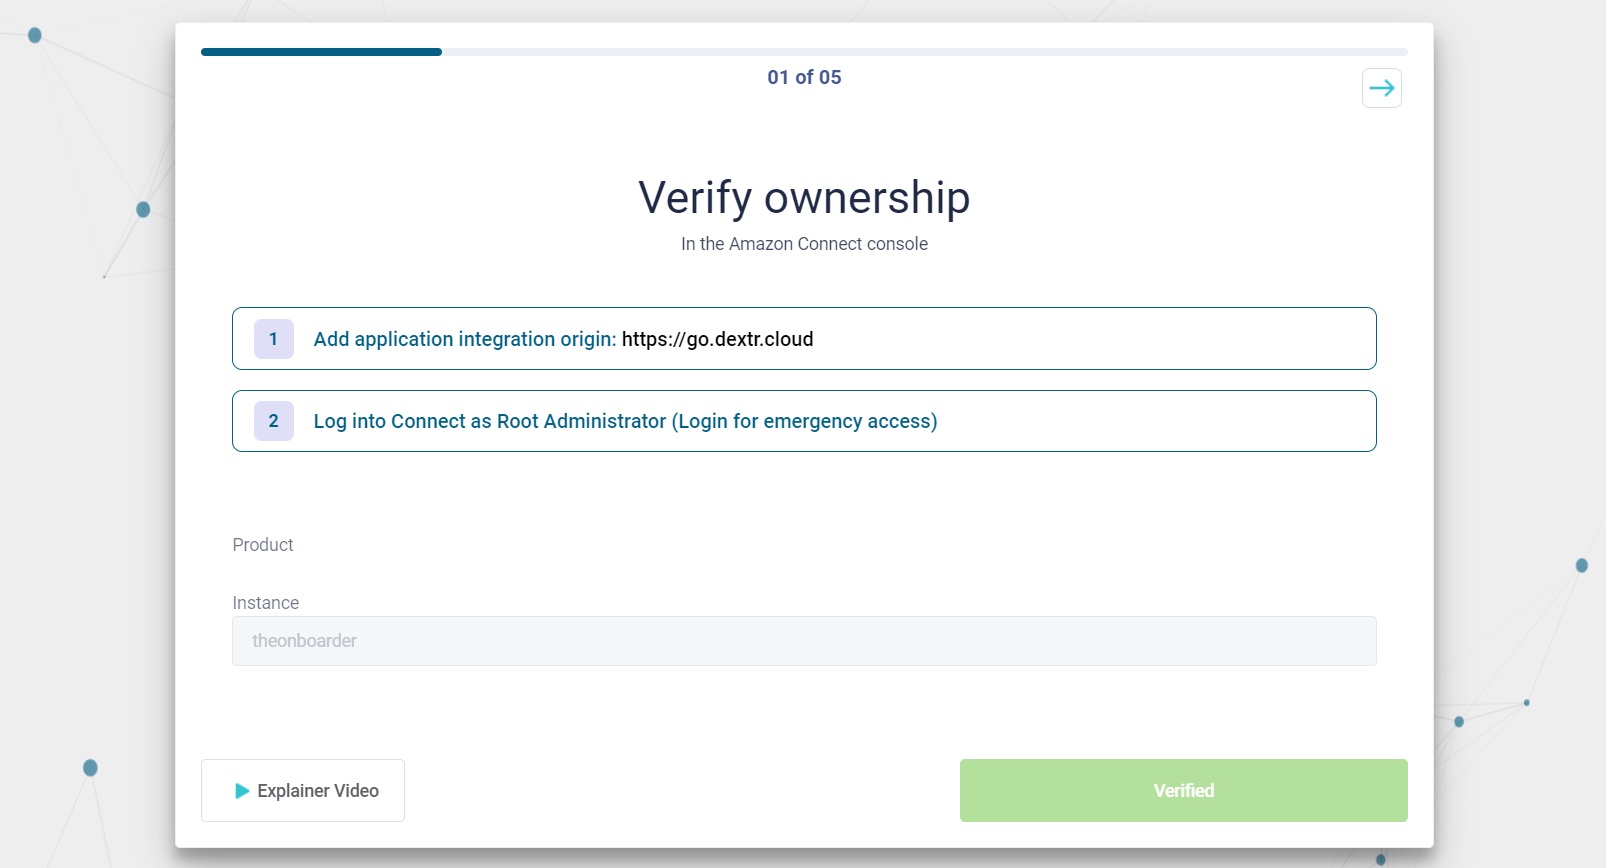 01 of 05
Verify ownership
In the Amazon Connect console
1 Add application integration origin: https://go.dextr.cloud
2 Log into Connect as Root Administrator (Login for emergency access)
Product
Instance
theonboarder
Explainer Video
Verified